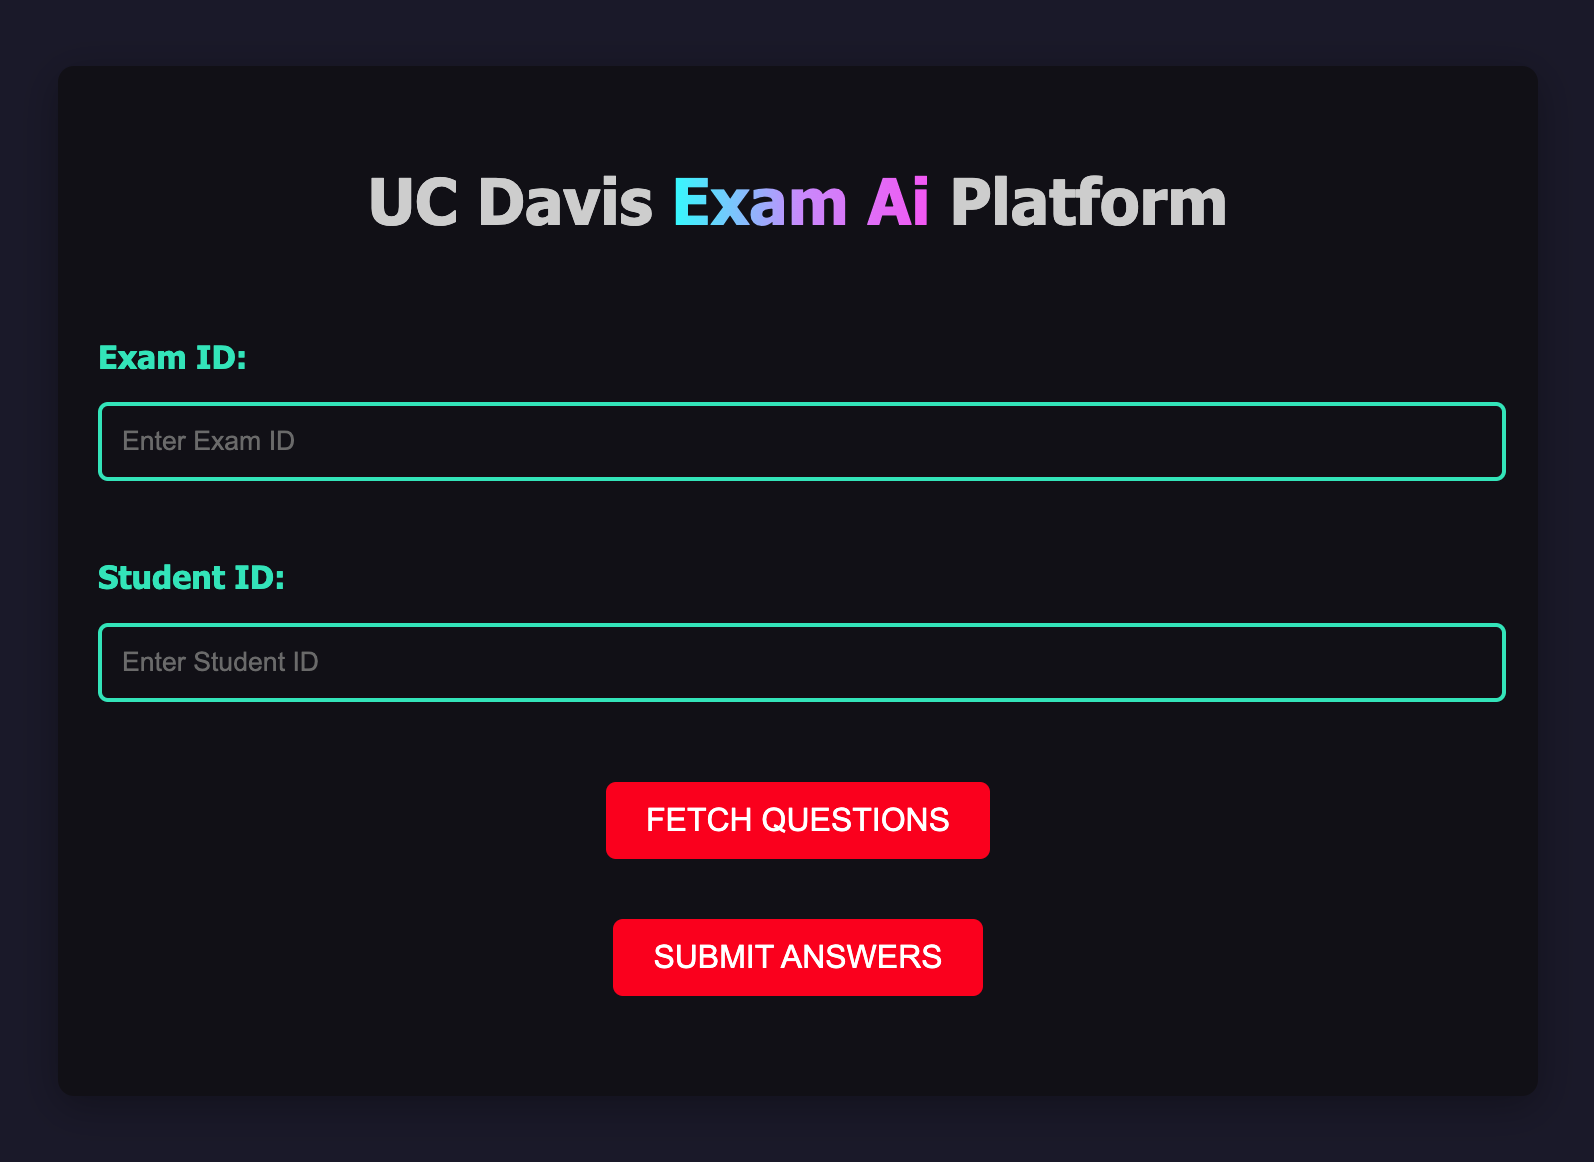 UC Davis Exam Ai Platform
Exam ID:
Enter Exam ID
Student ID:
Enter Student ID
FETCH QUESTIONS
SUBMIT ANSWERS